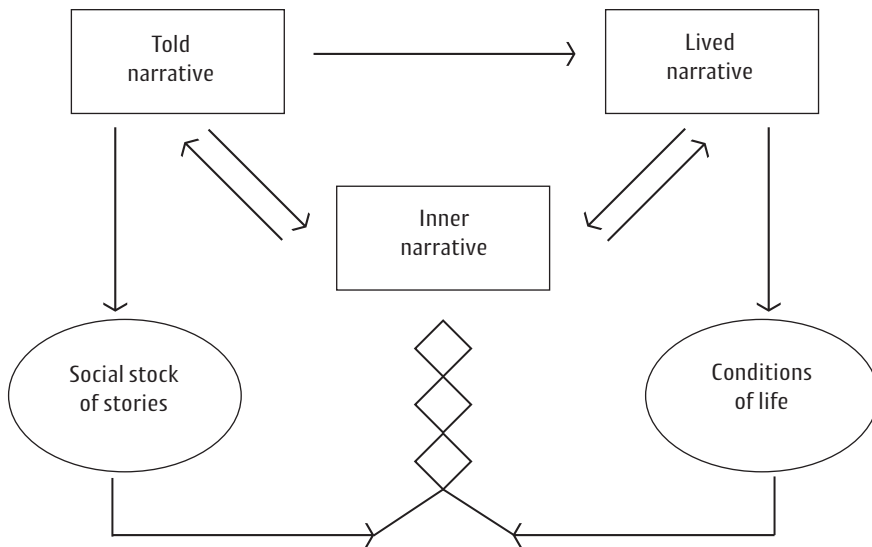 Told
narrative
Lived
narrative
Inner
narrative
Social stock
of stories
Conditions
of life